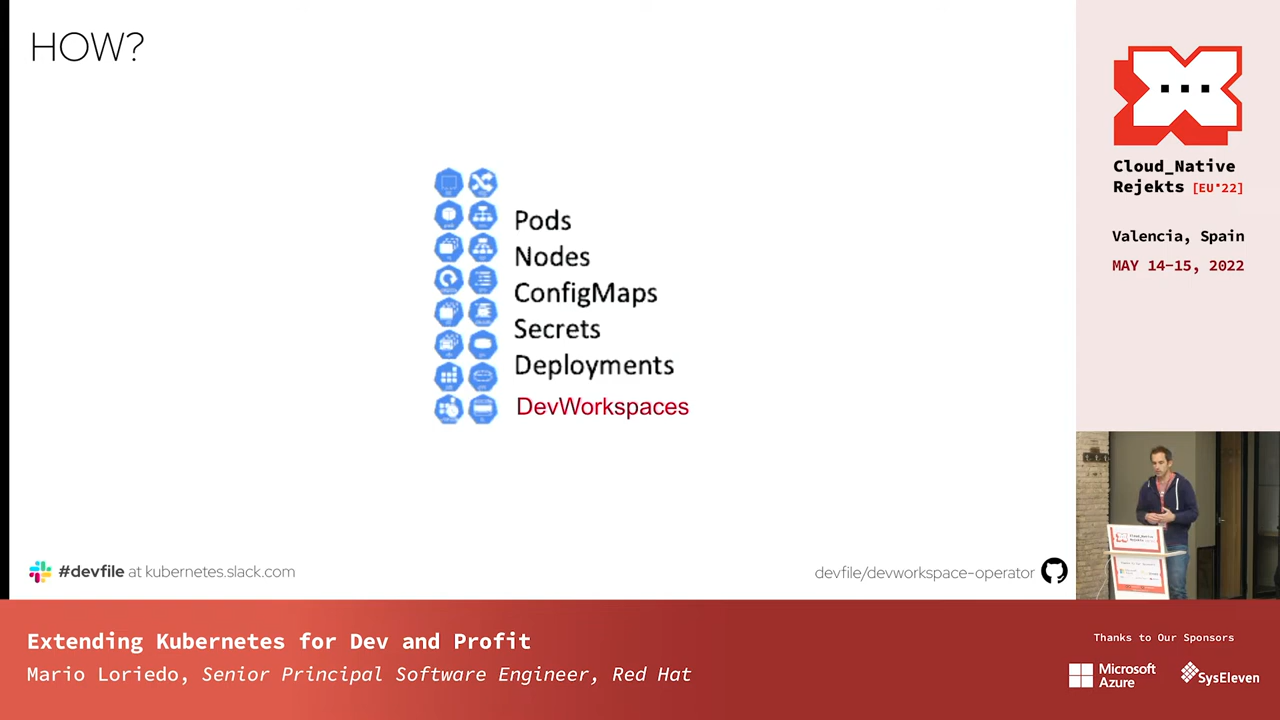 HOW?
Pods
Nodes
ConfigMaps
Secrets
Deployments
DevWorkspaces
#devfile at kubernetes.slack.com
devfile/devworkspace-operator
Cloud_Native
Rejekts [EU*22]
Valencia, Spain
MAY 14-15, 2022
Extending Kubernetes for Dev and Profit
Mario Loriedo, Senior Principal Software Engineer, Red Hat
Thanks to Our Sponsors
Microsoft
Azure
SysEleven